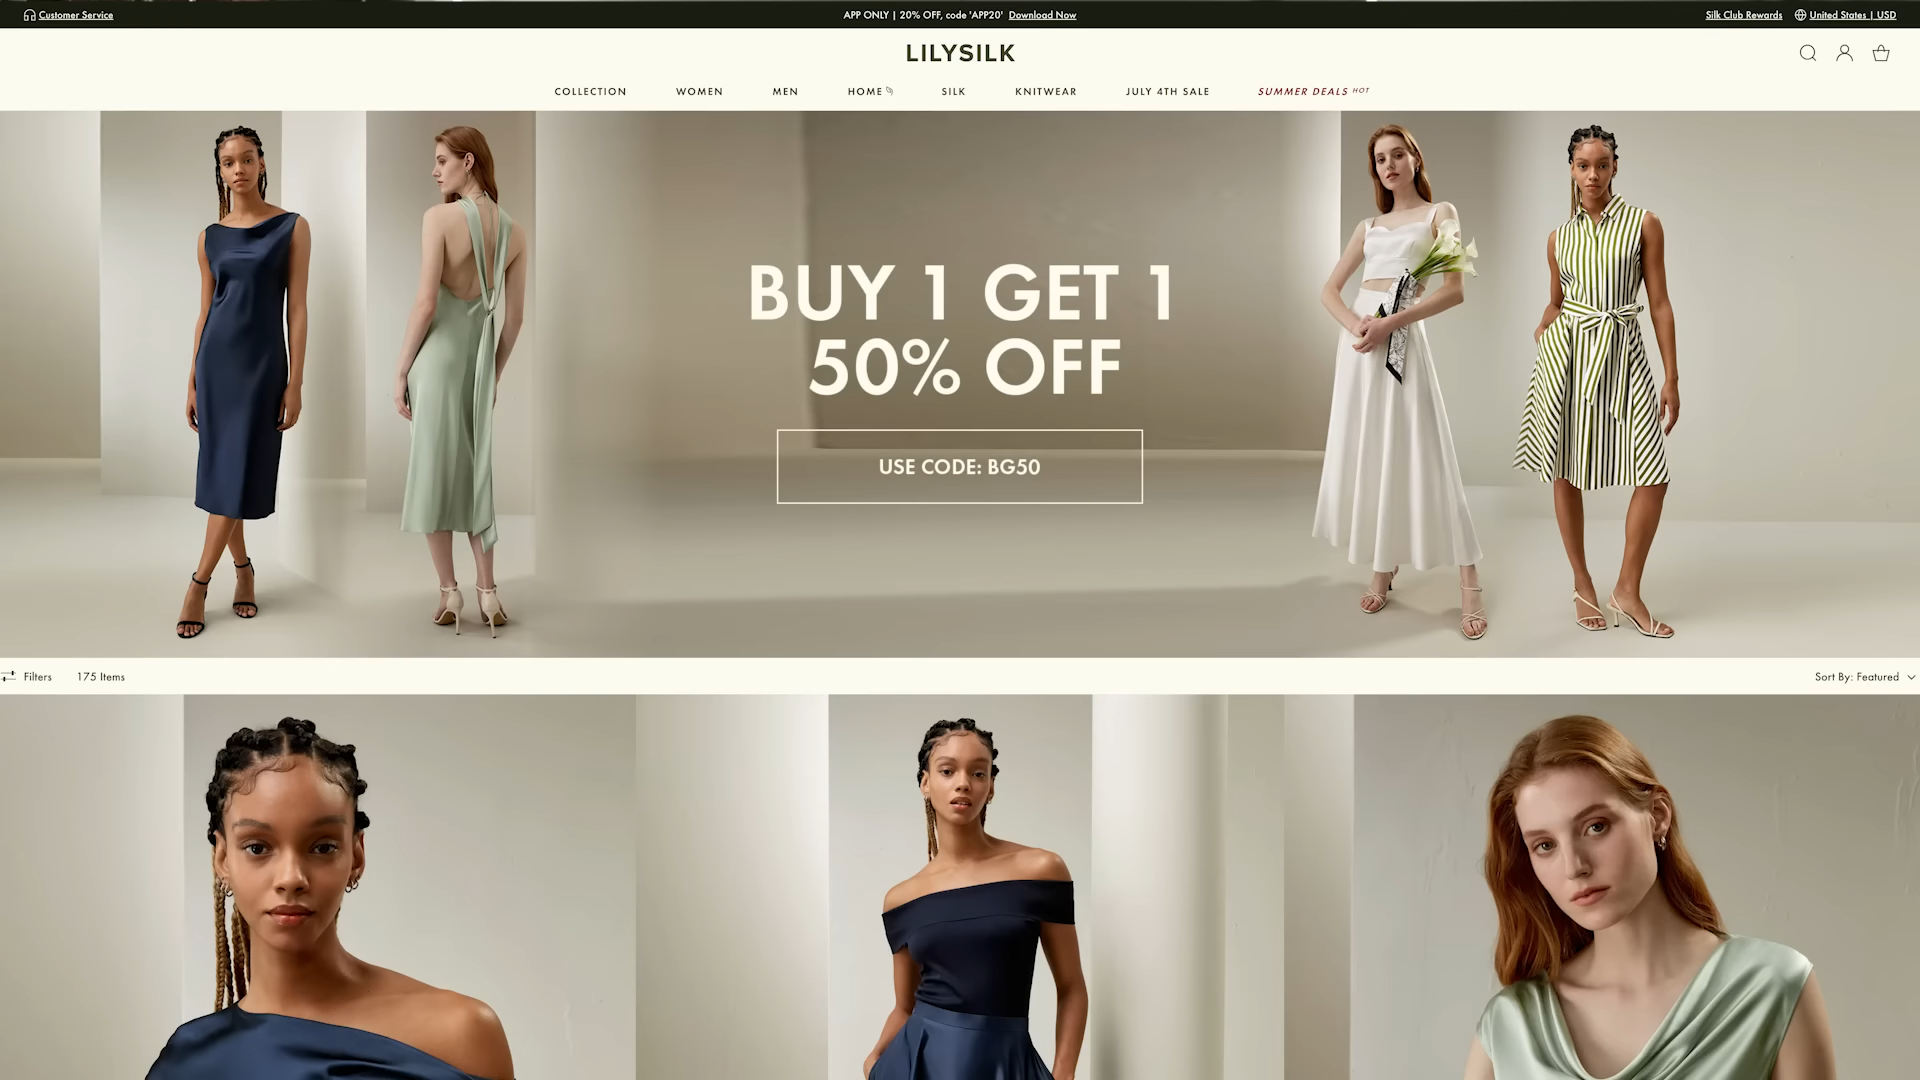 Customer Service
APP ONLY | 20% OFF, code 'APP20' Download Now
Silk Club Rewards
United States | USD
LILYSILK
COLLECTION
WOMEN
MEN
HOME
SILK
KNITWEAR
JULY 4TH SALE
SUMMER DEALS HOT
BUY 1 GET 1
50% OFF
USE CODE: BG50
Filters
175 Items
Sort By: Featured